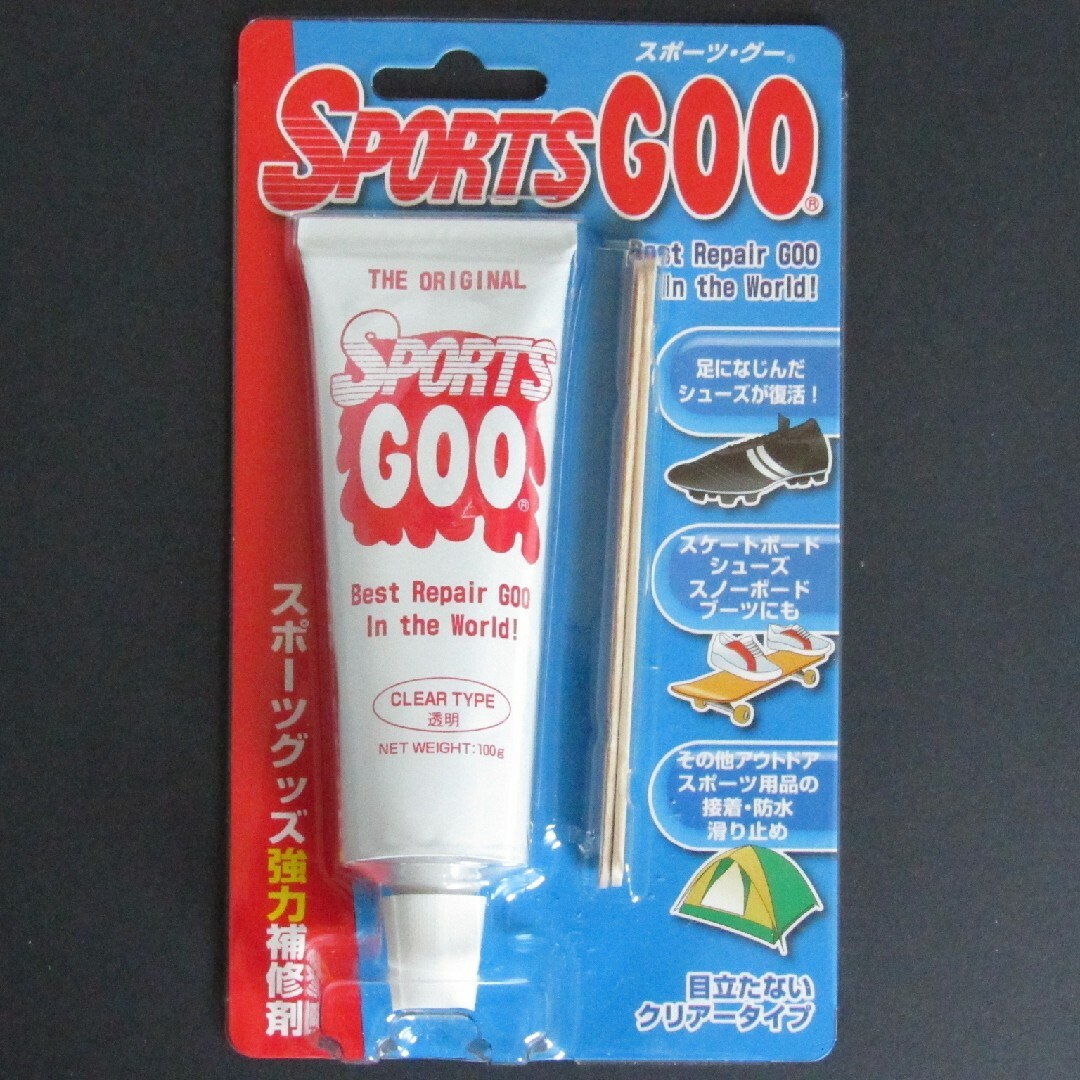 スポーツ・グー®
SPORTS GOO®
Best Repair GOO
In the World!
THE ORIGINAL
SPORTS
GOO®
Best Repair GOO
In the World!
CLEAR TYPE
透明
NET WEIGHT:100g
足になじんだ
シューズが復活！
スケートボード
シューズ
スノーボード
ブーツにも
その他アウトドア
スポーツ用品の
接着・防水
滑り止め
目立たない
クリアータイプ
スポーツグッズ強力補修剤